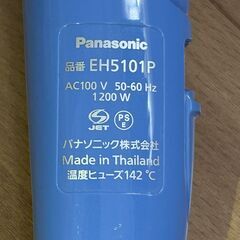 Panasonic
品番 EH5101P
AC100 V 50-60 Hz
1200 W
S JET PS E
パナソニック株式会社
Made in Thailand
温度ヒューズ142℃